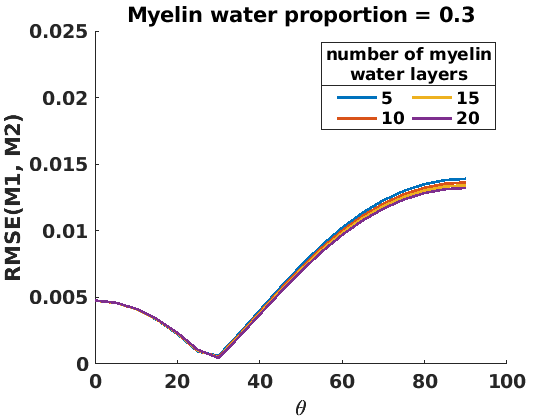 Myelin water proportion = 0.3
0.025
0.02
0.015
0.01
0.005
0
RMSE(M1, M2)
number of myelin
water layers
5 15
10 20
0 20 40 60 80 100
θ